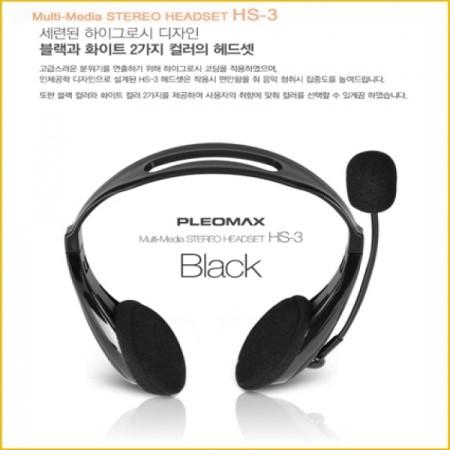 Multi-Media STEREO HEADSET HS-3
세련된 하이그로시 디자인
블랙과 화이트 2가지 컬러의 헤드셋
고급스러운 분위기를 연출하기 위해 하이그로시 코팅을 적용하였으며,
인체공학 디자인으로 설계된 HS-3 헤드셋은 착용시 편안함을 줘 음악 청취시 집중도를 높여드립니다.
또한 블랙 컬러와 화이트 컬러 2가지를 제공하여 사용자의 취향에 맞춰 컬러를 선택할 수 있게끔 하였습니다.
PLEOMAX
Multi-Media STEREO HEADSET HS-3
Black